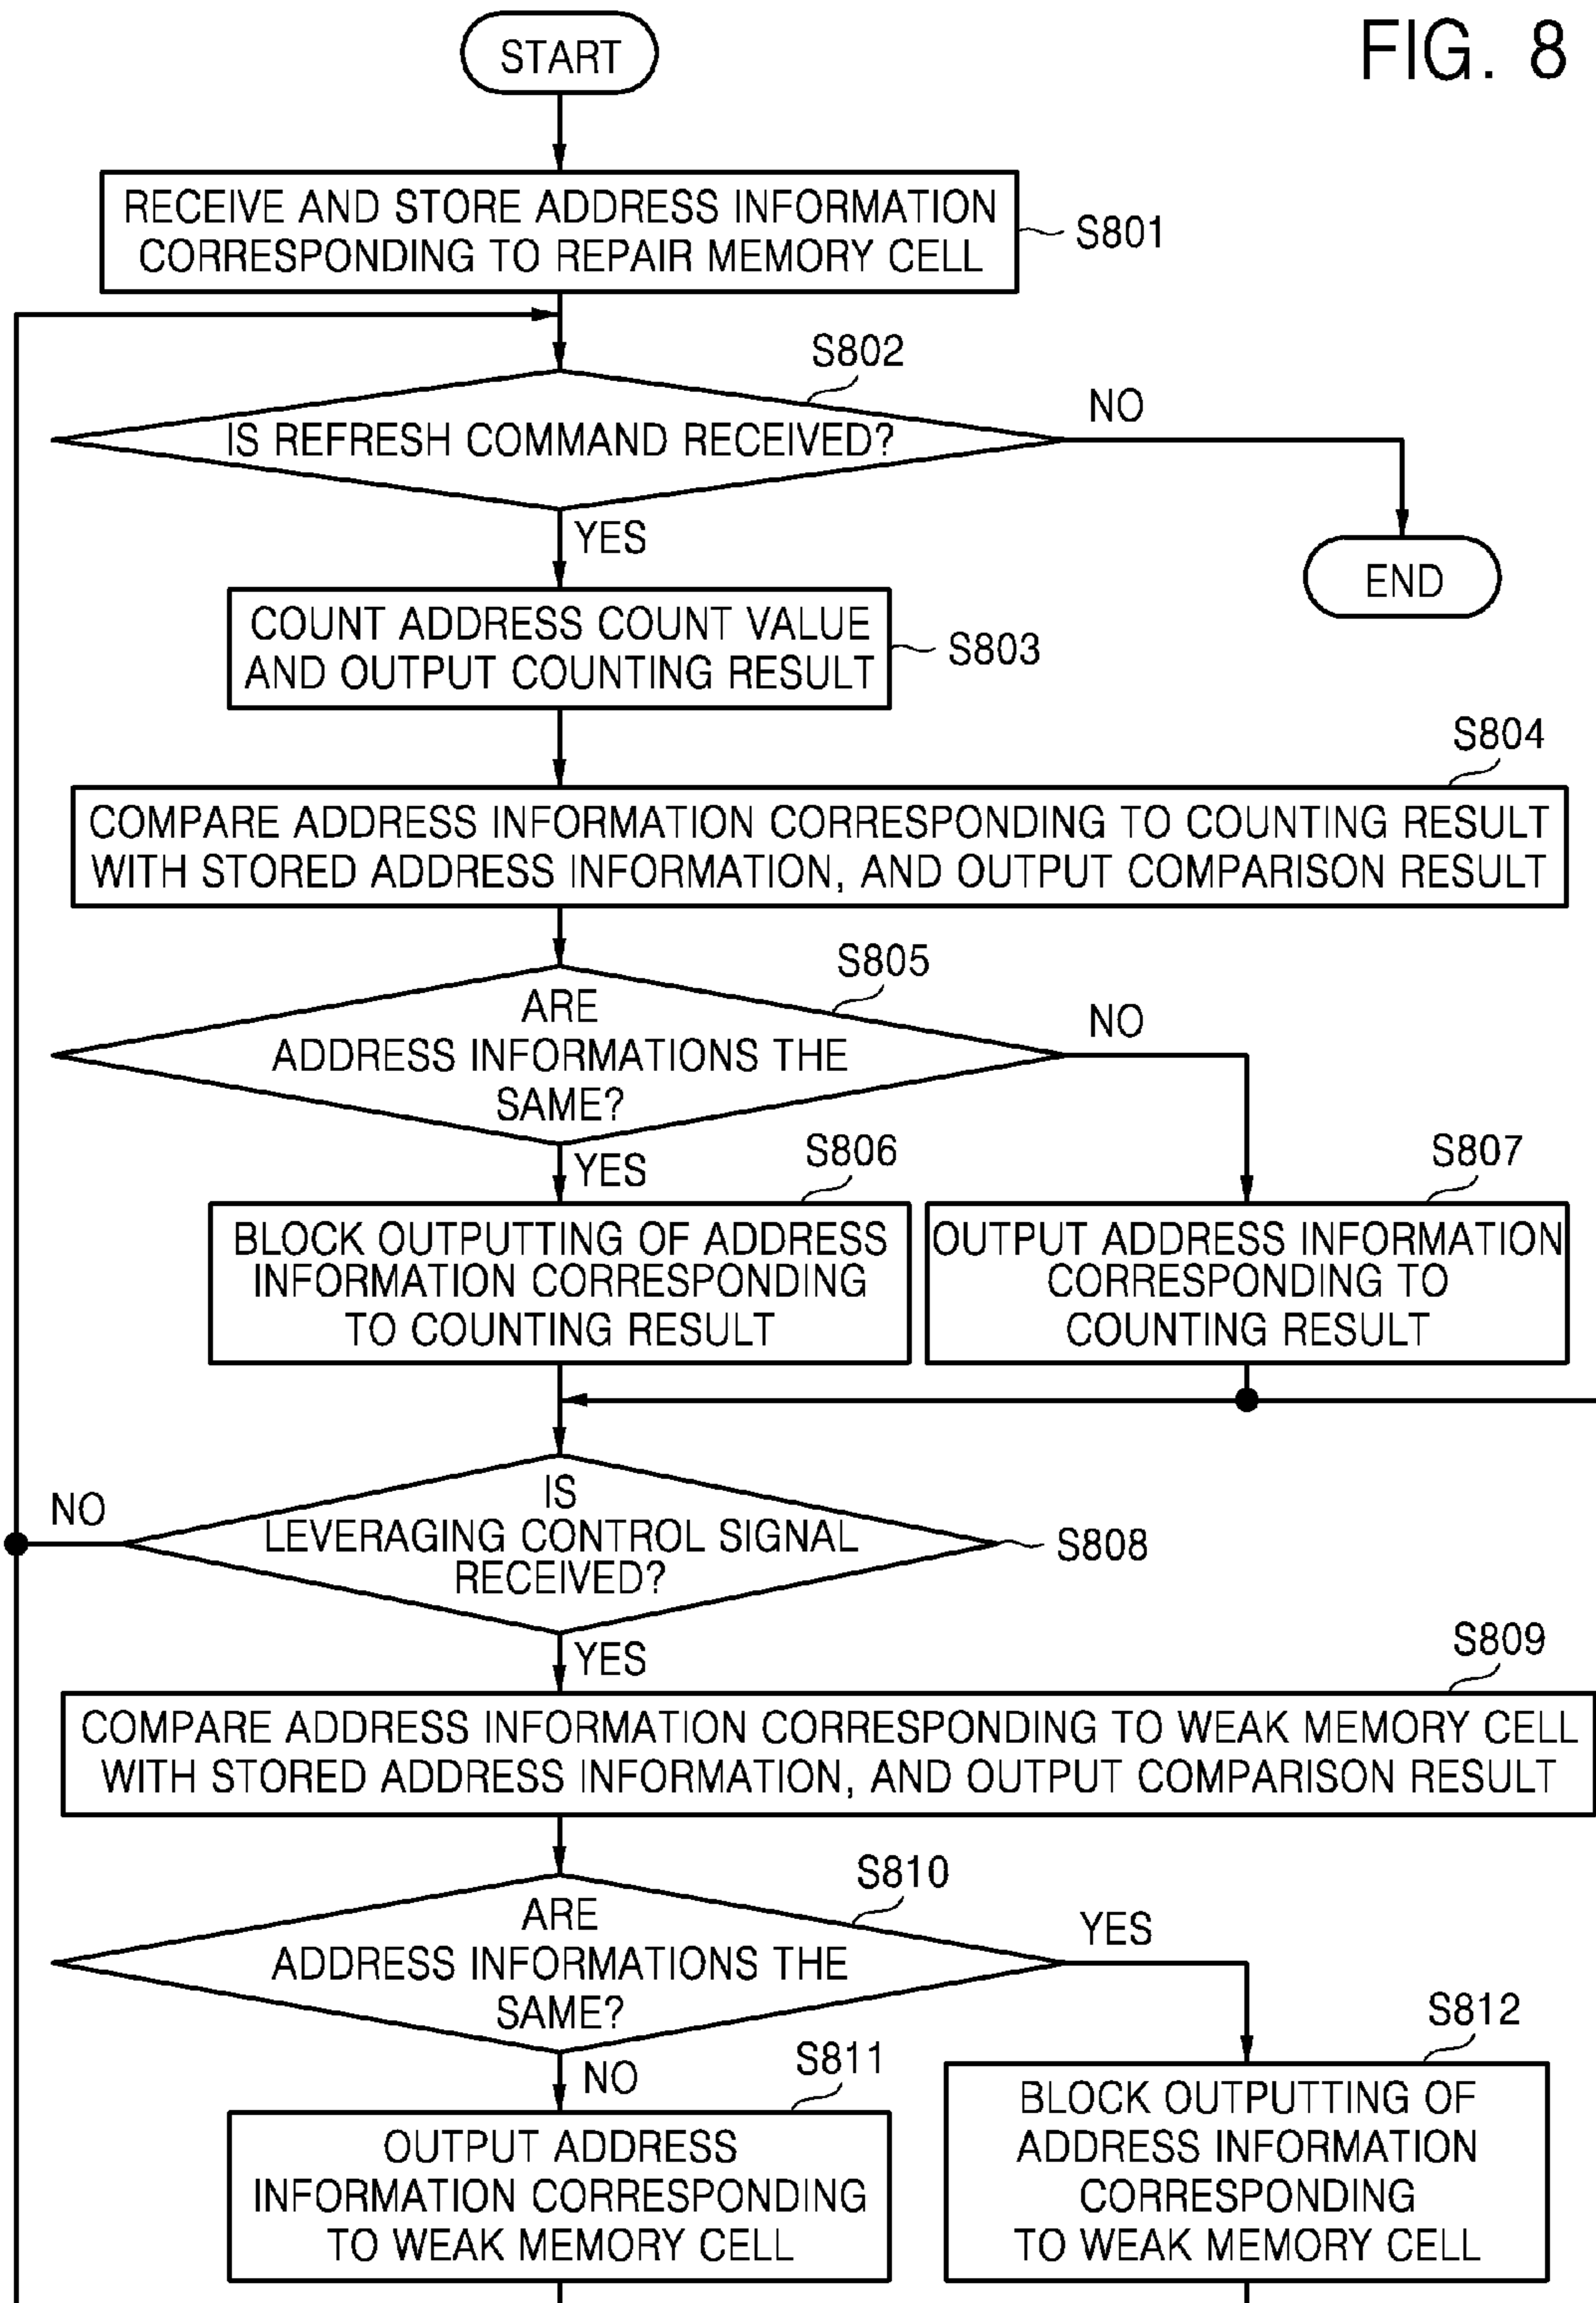 FIG. 8
START
RECEIVE AND STORE ADDRESS INFORMATION
CORRESPONDING TO REPAIR MEMORY CELL
S801
S802
IS REFRESH COMMAND RECEIVED?
NO
YES
END
COUNT ADDRESS COUNT VALUE
AND OUTPUT COUNTING RESULT
S803
S804
COMPARE ADDRESS INFORMATION CORRESPONDING TO COUNTING RESULT
WITH STORED ADDRESS INFORMATION, AND OUTPUT COMPARISON RESULT
S805
ARE
ADDRESS INFORMATIONS THE
SAME?
NO
YES
S806
BLOCK OUTPUTTING OF ADDRESS
INFORMATION CORRESPONDING
TO COUNTING RESULT
S807
OUTPUT ADDRESS INFORMATION
CORRESPONDING TO
COUNTING RESULT
IS
LEVERAGING CONTROL SIGNAL
RECEIVED?
NO
S808
YES
S809
COMPARE ADDRESS INFORMATION CORRESPONDING TO WEAK MEMORY CELL
WITH STORED ADDRESS INFORMATION, AND OUTPUT COMPARISON RESULT
S810
ARE
ADDRESS INFORMATIONS THE
SAME?
YES
NO
S811
OUTPUT ADDRESS
INFORMATION CORRESPONDING
TO WEAK MEMORY CELL
S812
BLOCK OUTPUTTING OF
ADDRESS INFORMATION
CORRESPONDING
TO WEAK MEMORY CELL